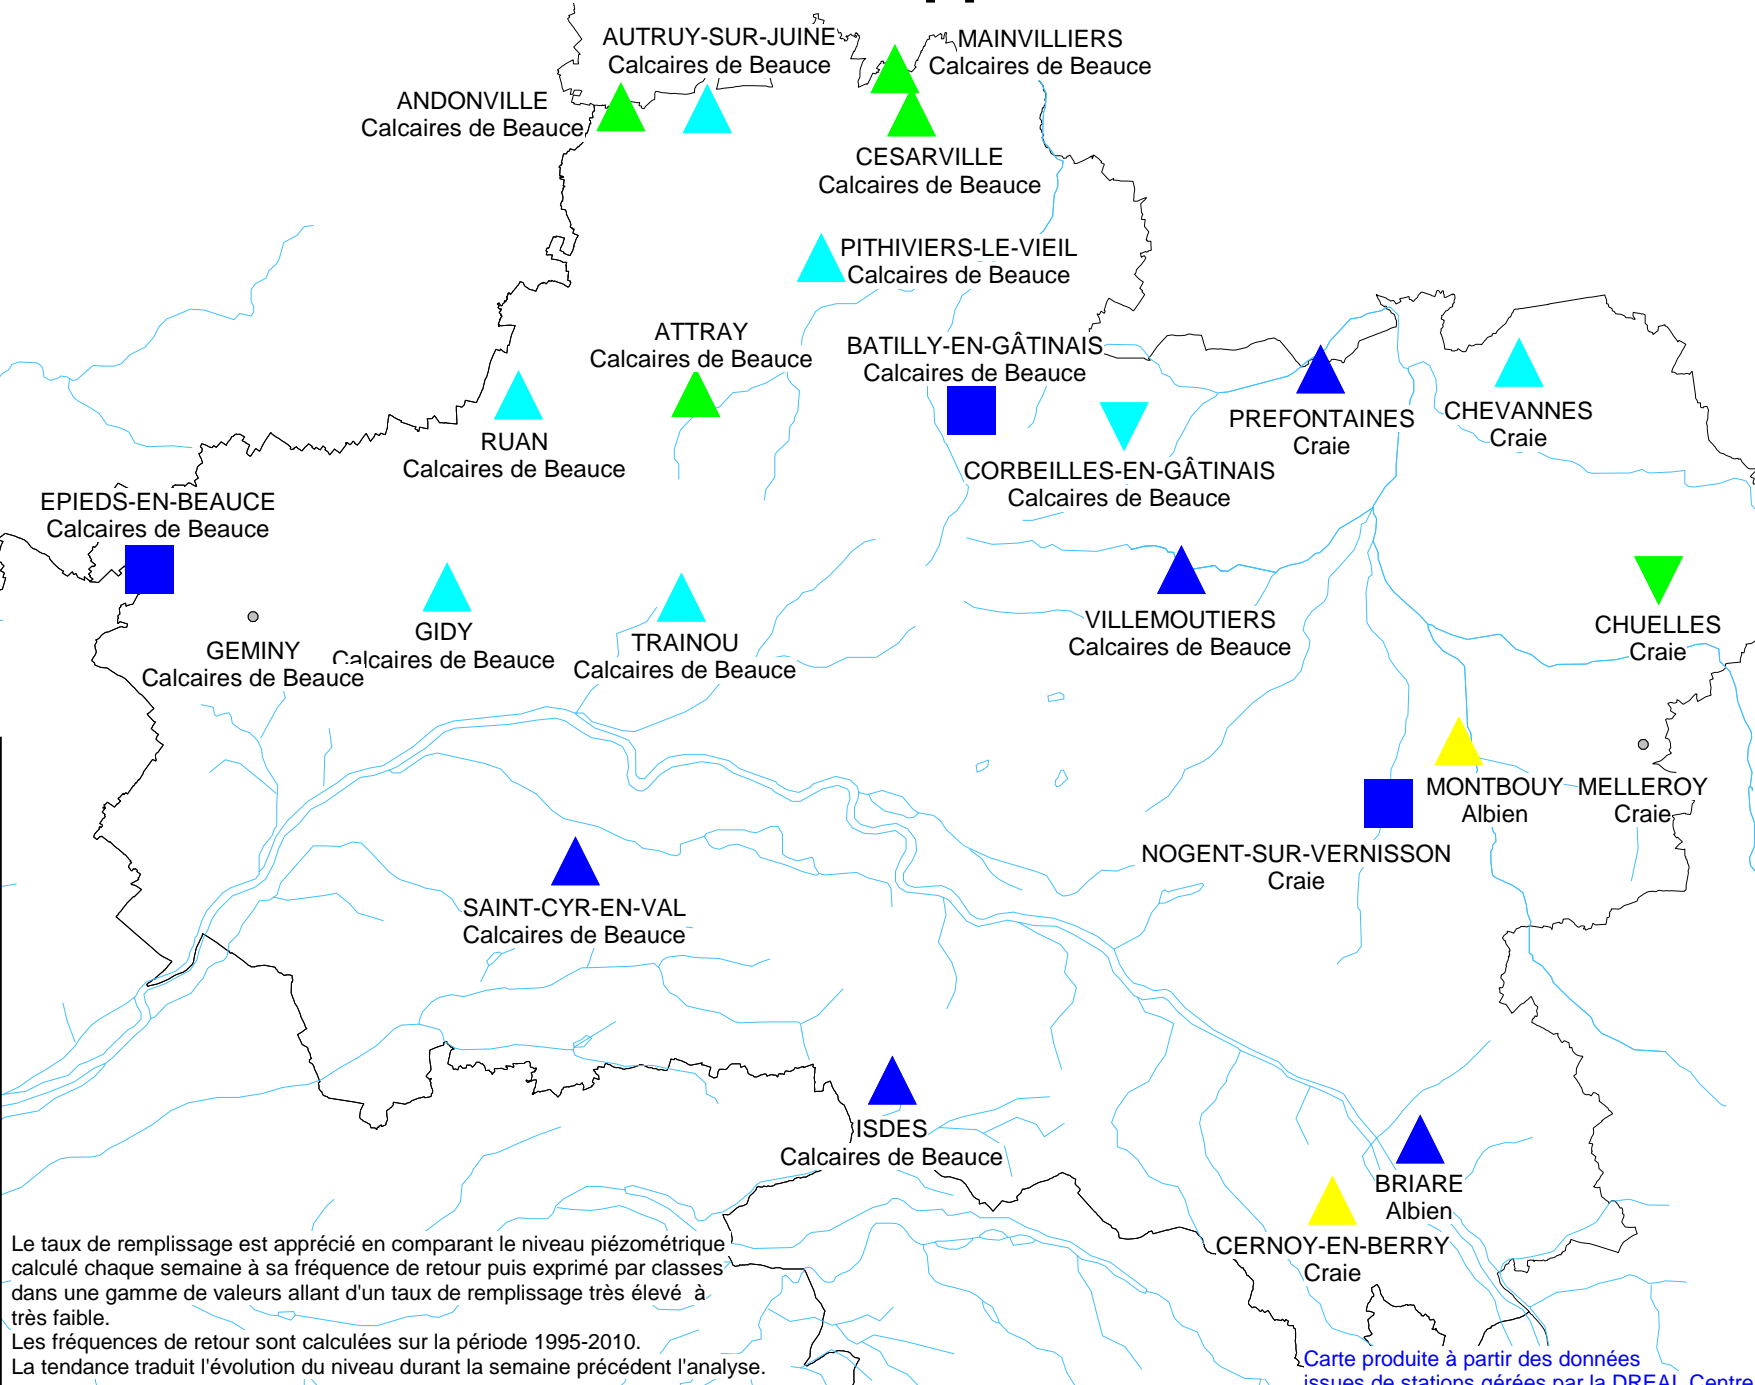 AUTRUY-SUR-JUINE
Calcaires de Beauce
MAINVILLIERS
Calcaires de Beauce
ANDONVILLE
Calcaires de Beauce
CESARVILLE
Calcaires de Beauce
PITHIVIERS-LE-VIEIL
Calcaires de Beauce
ATTRAY
Calcaires de Beauce
BATILLY-EN-GÂTINAIS
Calcaires de Beauce
PREFONTAINES
Craie
CHEVANNES
Craie
RUAN
Calcaires de Beauce
CORBEILLES-EN-GÂTINAIS
Calcaires de Beauce
EPIEDS-EN-BEAUCE
Calcaires de Beauce
GEMINY
Calcaires de Beauce
GIDY
Calcaires de Beauce
TRAINOU
Calcaires de Beauce
VILLEMOUTIERS
Calcaires de Beauce
CHUELLES
Craie
MONTBOUY
Albien
MELLEROY
Craie
NOGENT-SUR-VERNISSON
Craie
SAINT-CYR-EN-VAL
Calcaires de Beauce
ISDES
Calcaires de Beauce
BRIARE
Albien
CERNOY-EN-BERRY
Craie
Le taux de remplissage est apprécié en comparant le niveau piézométrique
calculé chaque semaine à sa fréquence de retour puis exprimé par classes
dans une gamme de valeurs allant d'un taux de remplissage très élevé à
très faible.
Les fréquences de retour sont calculées sur la période 1995-2010.
La tendance traduit l'évolution du niveau durant la semaine précédent l'analyse.
Carte produite à partir des données
issues de stations gérées par la DREAL Centre